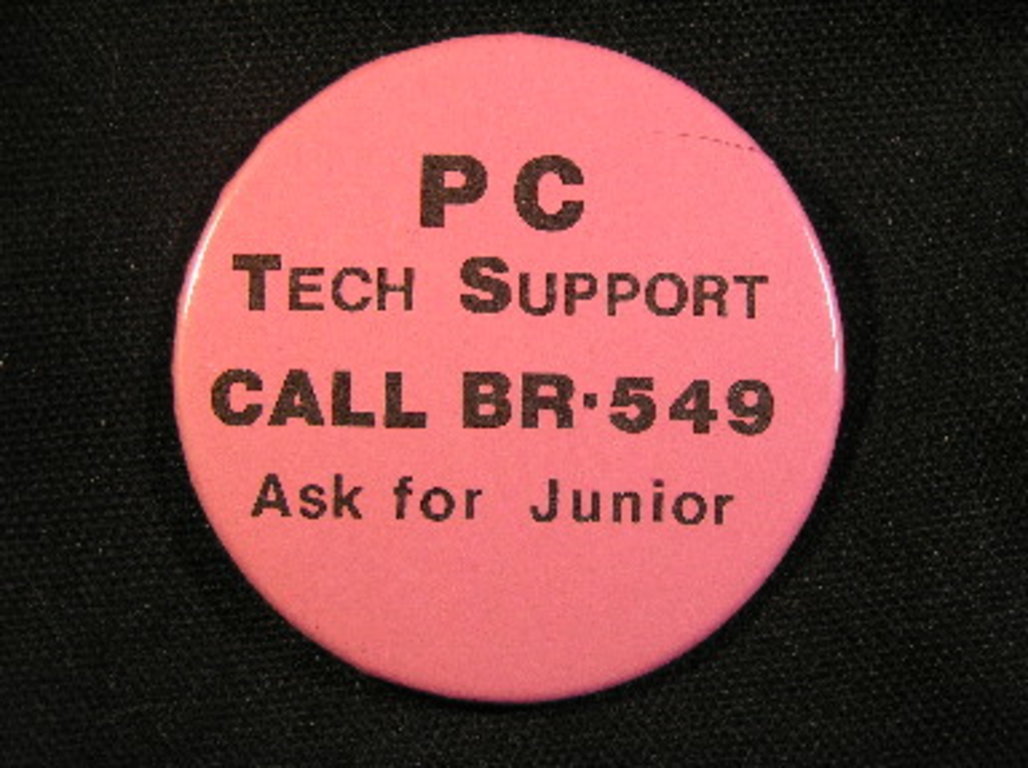 PC
TECH SUPPORT
CALL BR·549
Ask for Junior